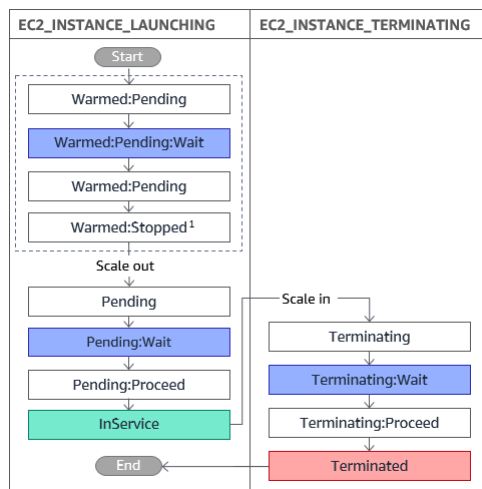 EC2_INSTANCE_LAUNCHING
EC2_INSTANCE_TERMINATING
Start
Warmed:Pending
Warmed:Pending:Wait
Warmed:Pending
Warmed:Stopped¹
Scale out
Pending
Pending:Wait
Pending:Proceed
InService
Scale in
Terminating
Terminating:Wait
Terminating:Proceed
Terminated
End